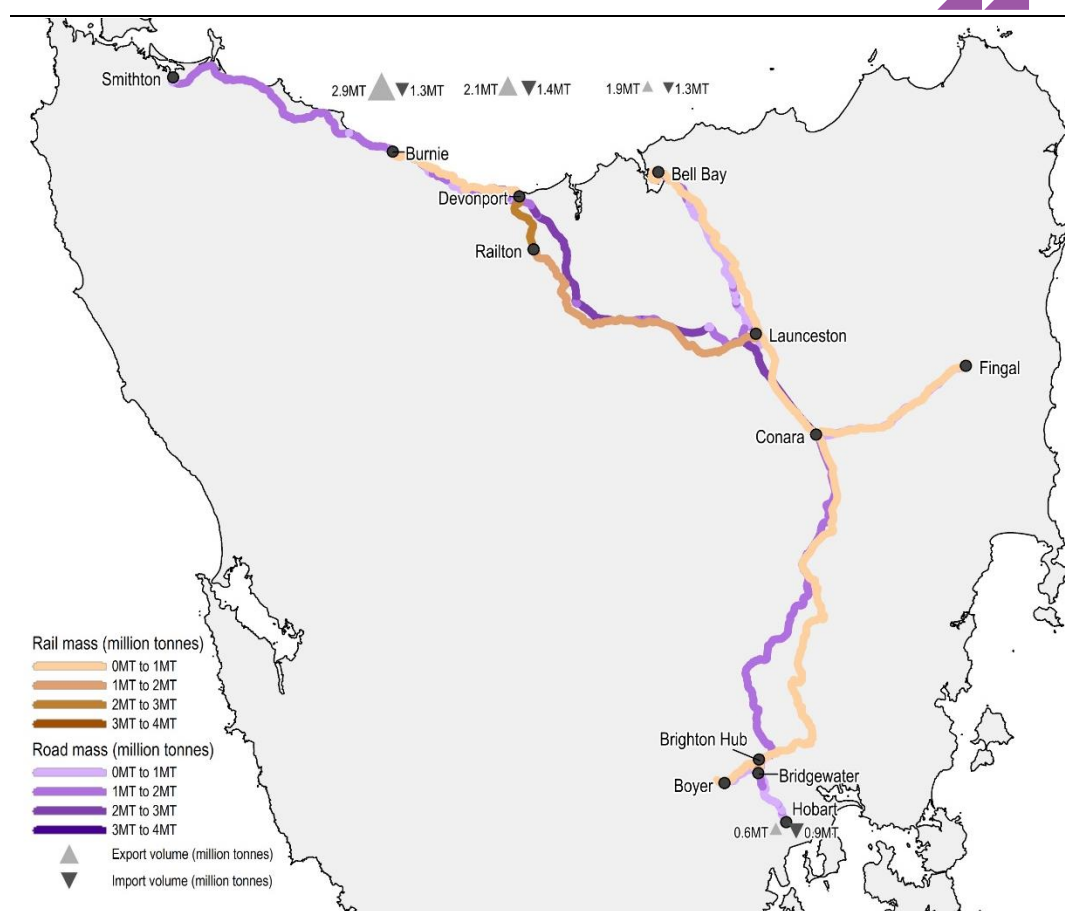 Smithton
2.9MT 1.3MT
2.1MT 1.4MT
1.9MT 1.3MT
Burnie
Bell Bay
Devonport
Railton
Launceston
Fingal
Conara
Brighton Hub
Bridgewater
Boyer
Hobart
0.6MT 0.9MT
Rail mass (million tonnes)
0MT to 1MT
1MT to 2MT
2MT to 3MT
3MT to 4MT
Road mass (million tonnes)
0MT to 1MT
1MT to 2MT
2MT to 3MT
3MT to 4MT
Export volume (million tonnes)
Import volume (million tonnes)